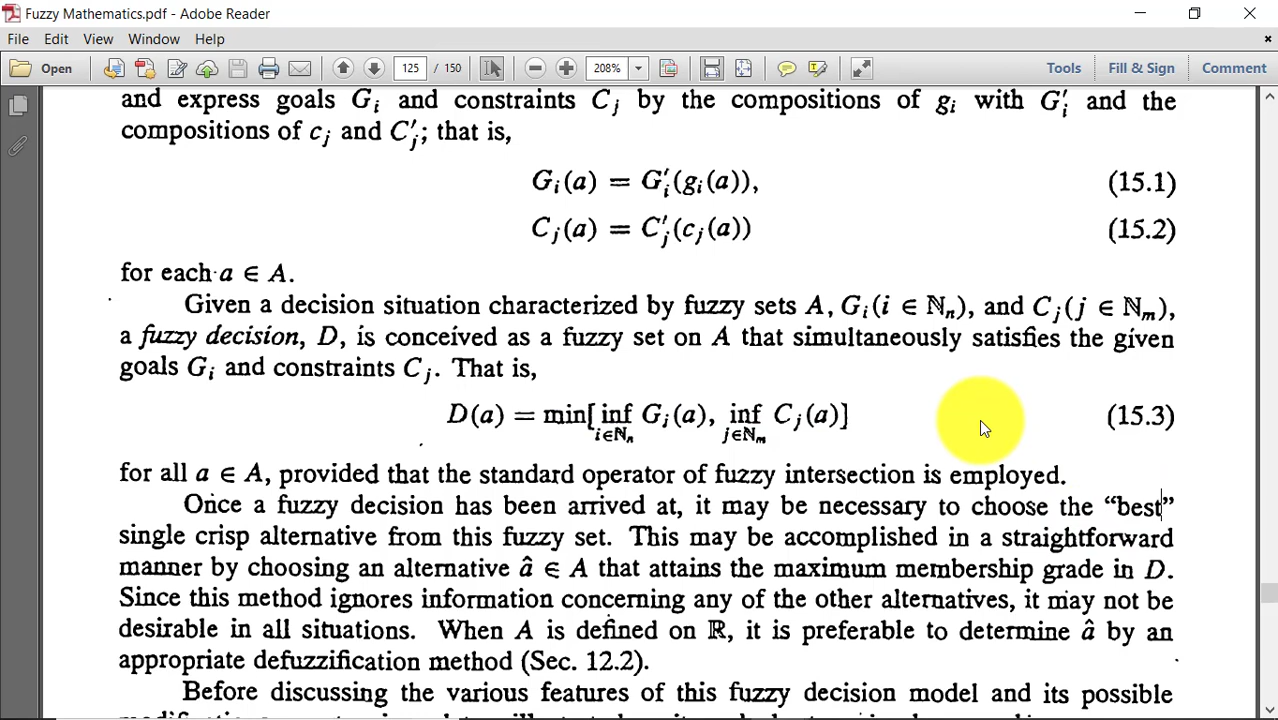 Fuzzy Mathematics.pdf - Adobe Reader
File Edit View Window Help
Open 125 / 150 208% Tools Fill & Sign Comment
and express goals Gᵢ and constraints Cⱼ by the compositions of gᵢ with G′ᵢ and the
compositions of cⱼ and C′ⱼ; that is,
Gᵢ(a) = G′ᵢ(gᵢ(a)), (15.1)
Cⱼ(a) = C′ⱼ(cⱼ(a)) (15.2)
for each a ∈ A.
Given a decision situation characterized by fuzzy sets A, Gᵢ(i ∈ ℕₙ), and Cⱼ(j ∈ ℕₘ),
a fuzzy decision, D, is conceived as a fuzzy set on A that simultaneously satisfies the given
goals Gᵢ and constraints Cⱼ. That is,
D(a) = min[inf Gᵢ(a), inf Cⱼ(a)] (15.3)
i∈ℕₙ j∈ℕₘ
for all a ∈ A, provided that the standard operator of fuzzy intersection is employed.
Once a fuzzy decision has been arrived at, it may be necessary to choose the “best”
single crisp alternative from this fuzzy set. This may be accomplished in a straightforward
manner by choosing an alternative â ∈ A that attains the maximum membership grade in D.
Since this method ignores information concerning any of the other alternatives, it may not be
desirable in all situations. When A is defined on ℝ, it is preferable to determine â by an
appropriate defuzzification method (Sec. 12.2).
Before discussing the various features of this fuzzy decision model and its possible